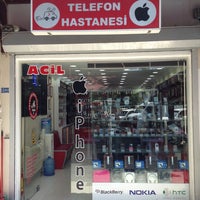 TELEFON
HASTANESİ
ACİL
iPhone
BlackBerry
NOKIA
hTC